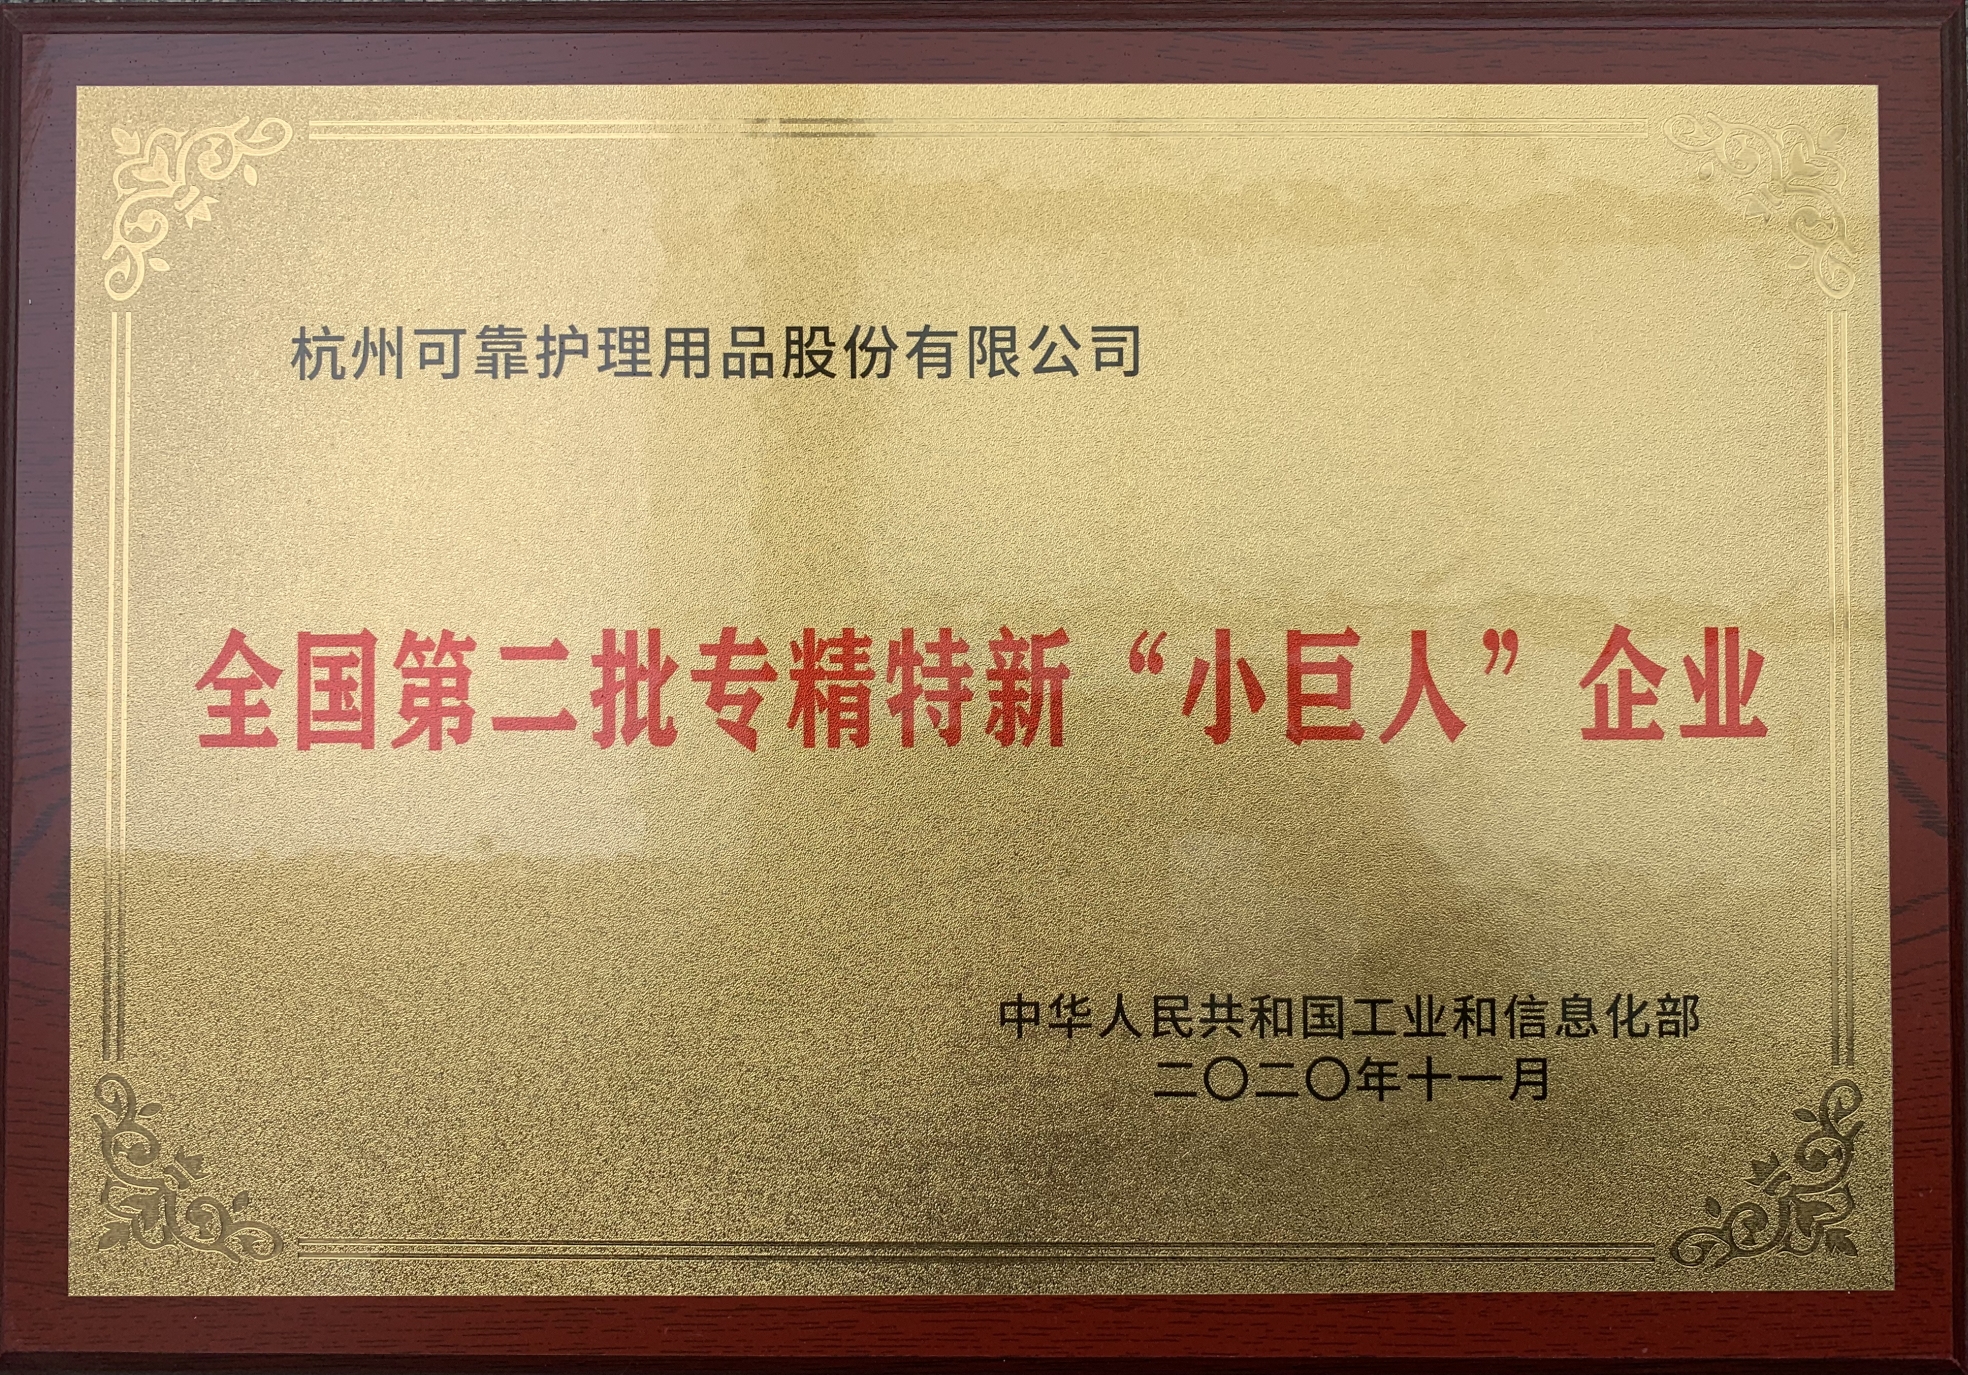 杭州可靠护理用品股份有限公司
全国第二批专精特新“小巨人”企业
中华人民共和国工业和信息化部
二〇二〇年十一月